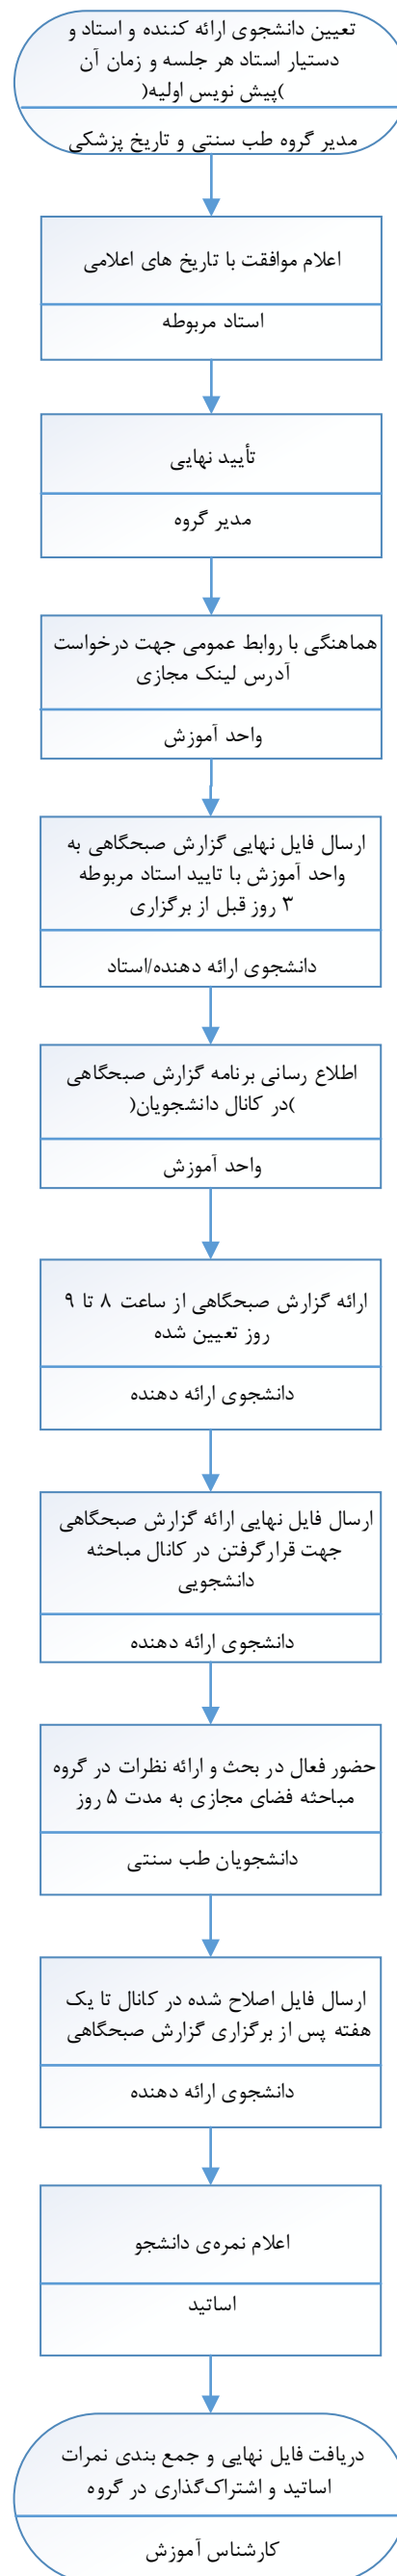 تعیین دانشجوی ارائه کننده و استاد و
دستیار استاد هر جلسه و زمان آن
)پیش نویس اولیه(
مدیر گروه طب سنتی و تاریخ پزشکی
اعلام موافقت با تاریخ های اعلامی
استاد مربوطه
تأیید نهایی
مدیر گروه
هماهنگی با روابط عمومی جهت درخواست
آدرس لینک مجازی
واحد آموزش
ارسال فایل نهایی گزارش صبحگاهی به
واحد آموزش با تایید استاد مربوطه
۳ روز قبل از برگزاری
دانشجوی ارائه دهنده/استاد
اطلاع رسانی برنامه گزارش صبحگاهی
)در کانال دانشجویان(
واحد آموزش
ارائه گزارش صبحگاهی از ساعت ۸ تا ۹
روز تعیین شده
دانشجوی ارائه دهنده
ارسال فایل نهایی ارائه گزارش صبحگاهی
جهت قرارگرفتن در کانال مباحثه
دانشجویی
دانشجوی ارائه دهنده
حضور فعال در بحث و ارائه نظرات در گروه
مباحثه فضای مجازی به مدت ۵ روز
دانشجویان طب سنتی
ارسال فایل اصلاح شده در کانال تا یک
هفته پس از برگزاری گزارش صبحگاهی
دانشجوی ارائه دهنده
اعلام نمره‌ی دانشجو
اساتید
دریافت فایل نهایی و جمع بندی نمرات
اساتید و اشتراک‌گذاری در گروه
کارشناس آموزش